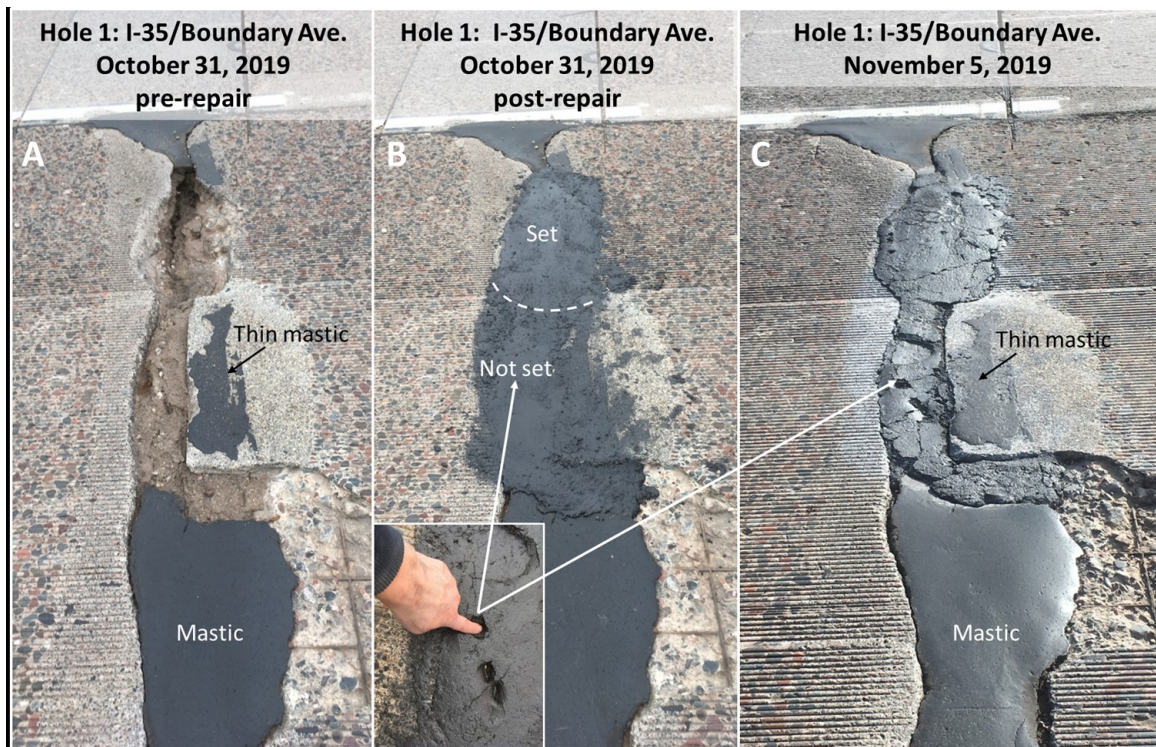 Hole 1: I-35/Boundary Ave.
October 31, 2019
pre-repair
A
Thin mastic
Mastic
Hole 1: I-35/Boundary Ave.
October 31, 2019
post-repair
B
Set
Not set
Hole 1: I-35/Boundary Ave.
November 5, 2019
C
Thin mastic
Mastic